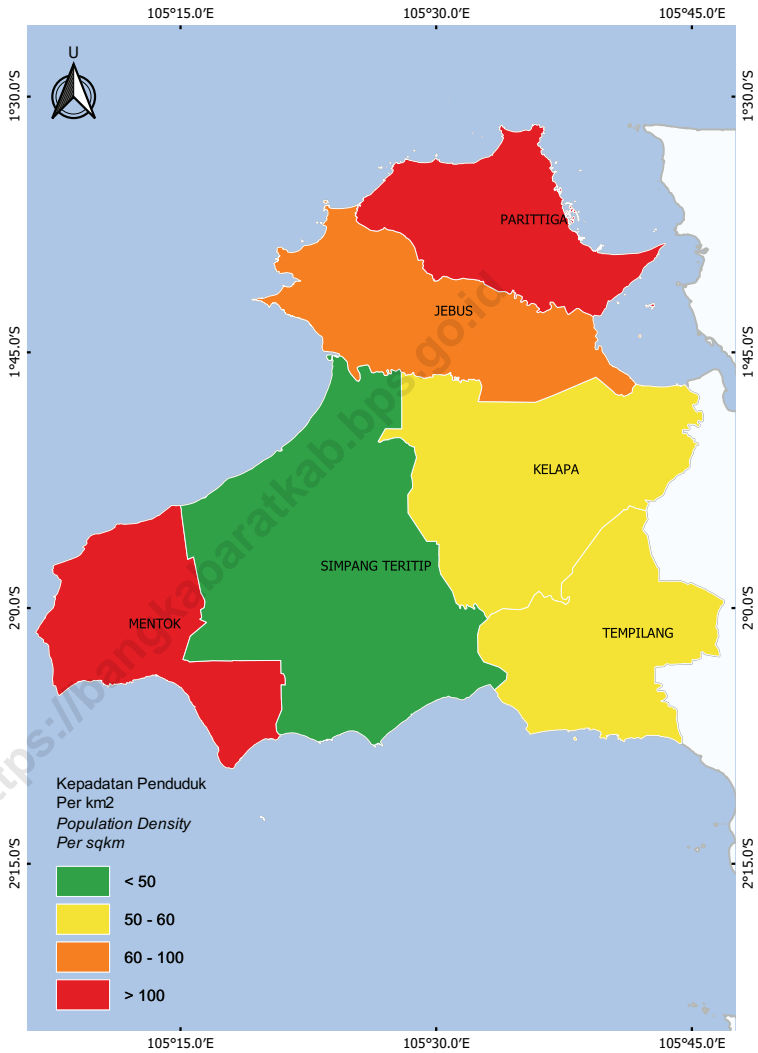 105°15.0'E 105°30.0'E 105°45.0'E
U
1°30.0'S 1°30.0'S
PARITTIGA
JEBUS
1°45.0'S 1°45.0'S
KELAPA
SIMPANG TERITIP
2°0.0'S 2°0.0'S
MENTOK
TEMPILANG
https://bangkabaratkab.bps.go.id
Kepadatan Penduduk
Per km2
Population Density
Per sqkm
2°15.0'S 2°15.0'S
< 50
50 - 60
60 - 100
> 100
105°15.0'E 105°30.0'E 105°45.0'E